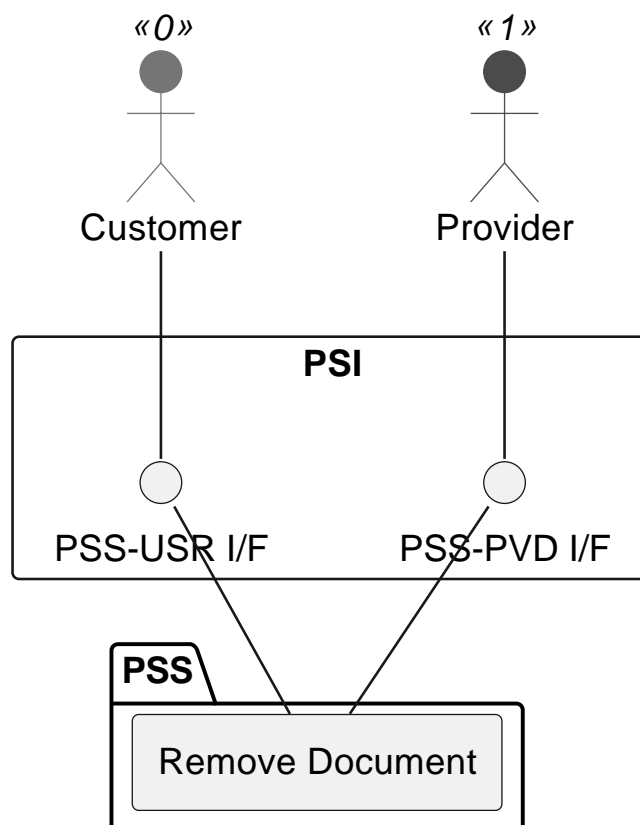 «0» «1»
Customer Provider
PSI
PSS-USR I/F PSS-PVD I/F
PSS
Remove Document